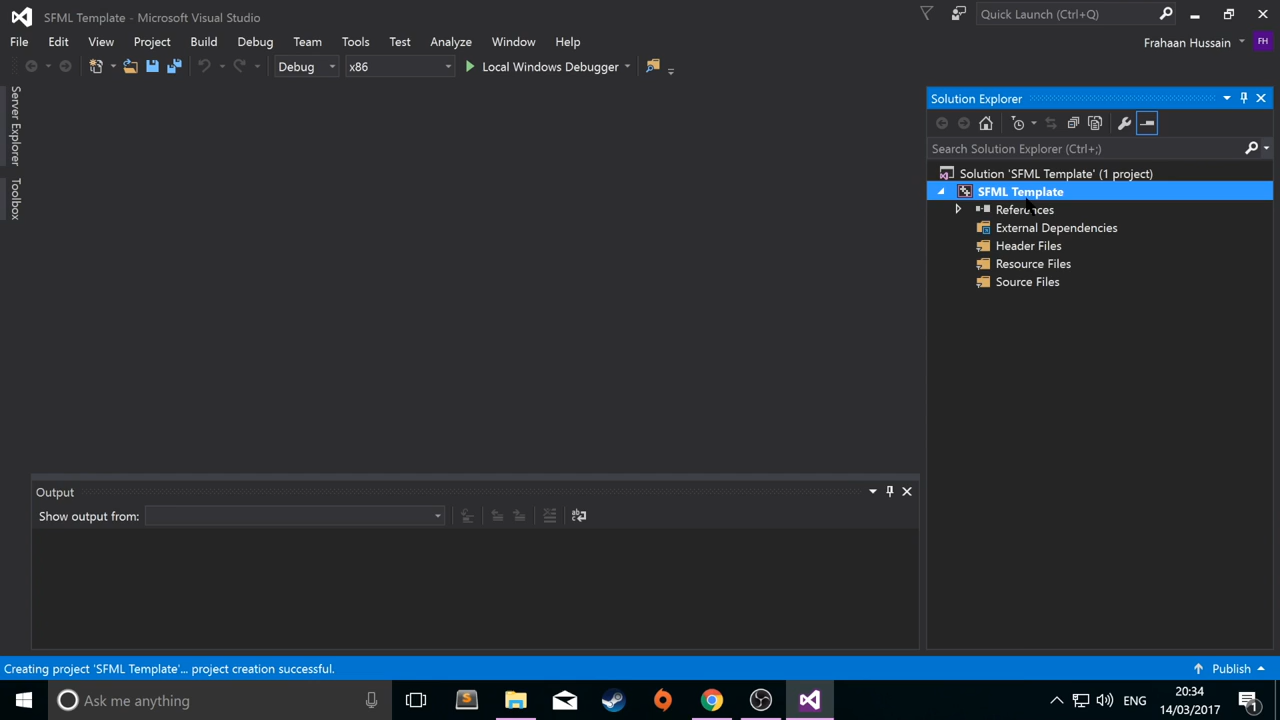 SFML Template - Microsoft Visual Studio
Quick Launch (Ctrl+Q)
File Edit View Project Build Debug Team Tools Test Analyze Window Help
Frahaan Hussain FH
Debug x86 Local Windows Debugger
Server Explorer
Toolbox
Solution Explorer
Search Solution Explorer (Ctrl+;)
Solution 'SFML Template' (1 project)
SFML Template
References
External Dependencies
Header Files
Resource Files
Source Files
Output
Show output from:
Creating project 'SFML Template'... project creation successful.
Publish
Ask me anything
ENG
20:34
14/03/2017
1